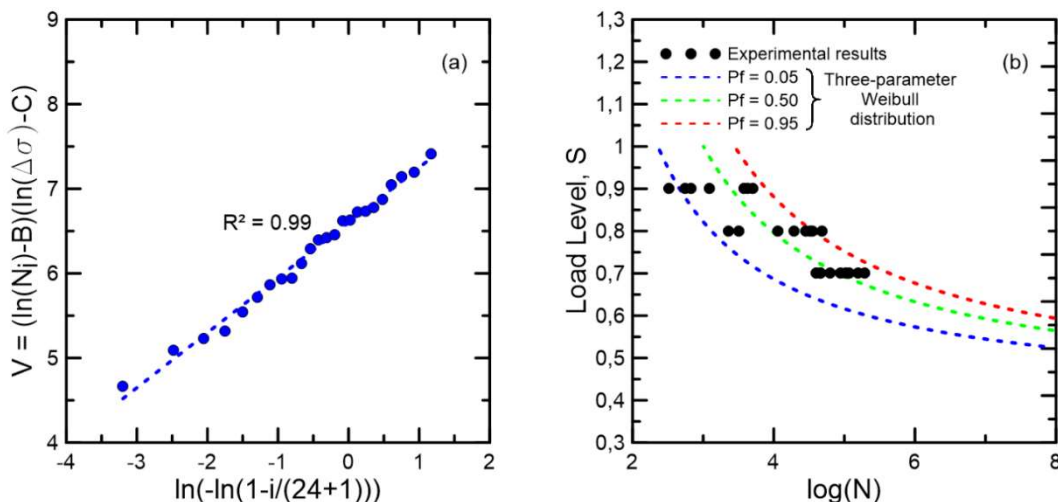 (a)
V = (ln(Nᵢ)-B)(ln(Δσ)-C)
8
7
6
5
4
R² = 0.99
-4
-3
-2
-1
0
1
2
ln(-ln(1-i/(24+1)))
(b)
Load Level, S
1,3
1,2
1,1
1
0,9
0,8
0,7
0,6
0,5
0,4
0,3
Experimental results
Pf = 0.05
Pf = 0.50
Pf = 0.95
Three-parameter
Weibull
distribution
2
4
6
8
log(N)